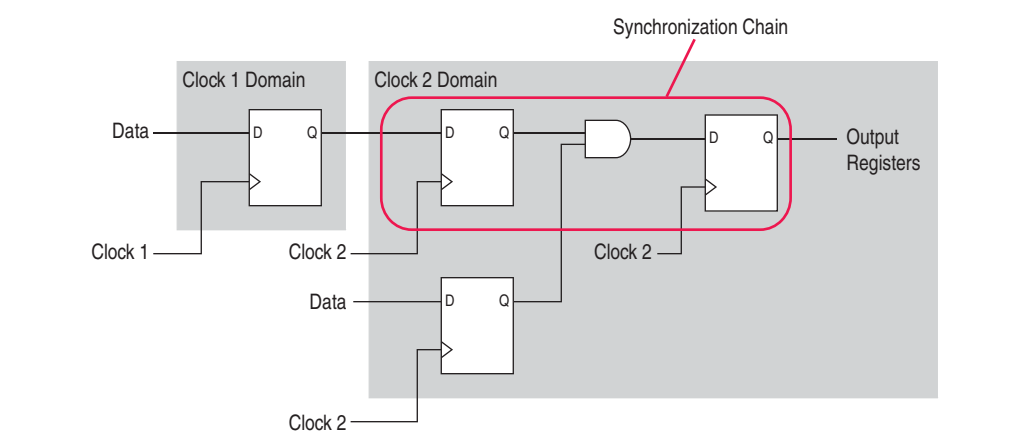 Synchronization Chain
Clock 1 Domain
Clock 2 Domain
Data
D
Q
D
Q
D
Q
Output
Registers
Clock 1
Clock 2
Clock 2
Data
D
Q
Clock 2